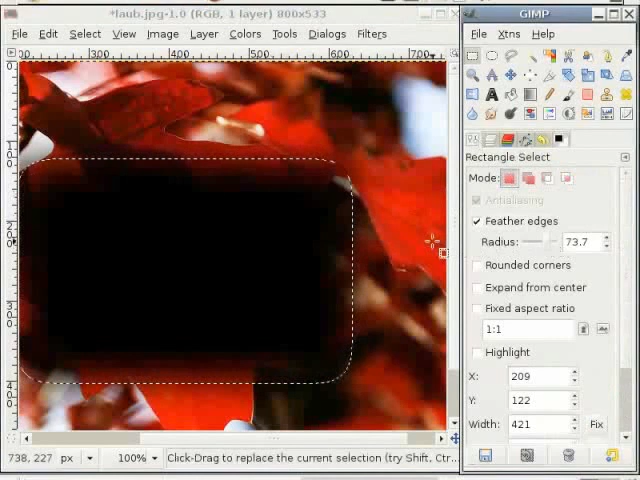 *laub.jpg-1.0 (RGB, 1 layer) 800x533
File Edit Select View Image Layer Colors Tools Dialogs Filters
300 400 500 600 700
738, 227 px 100% Click-Drag to replace the current selection (try Shift, Ctr...
GIMP
File Xtns Help
Rectangle Select
Mode:
Antialiasing
Feather edges
Radius: 73.7
Rounded corners
Expand from center
Fixed aspect ratio
1:1
Highlight
X: 209
Y: 122
Width: 421 Fix